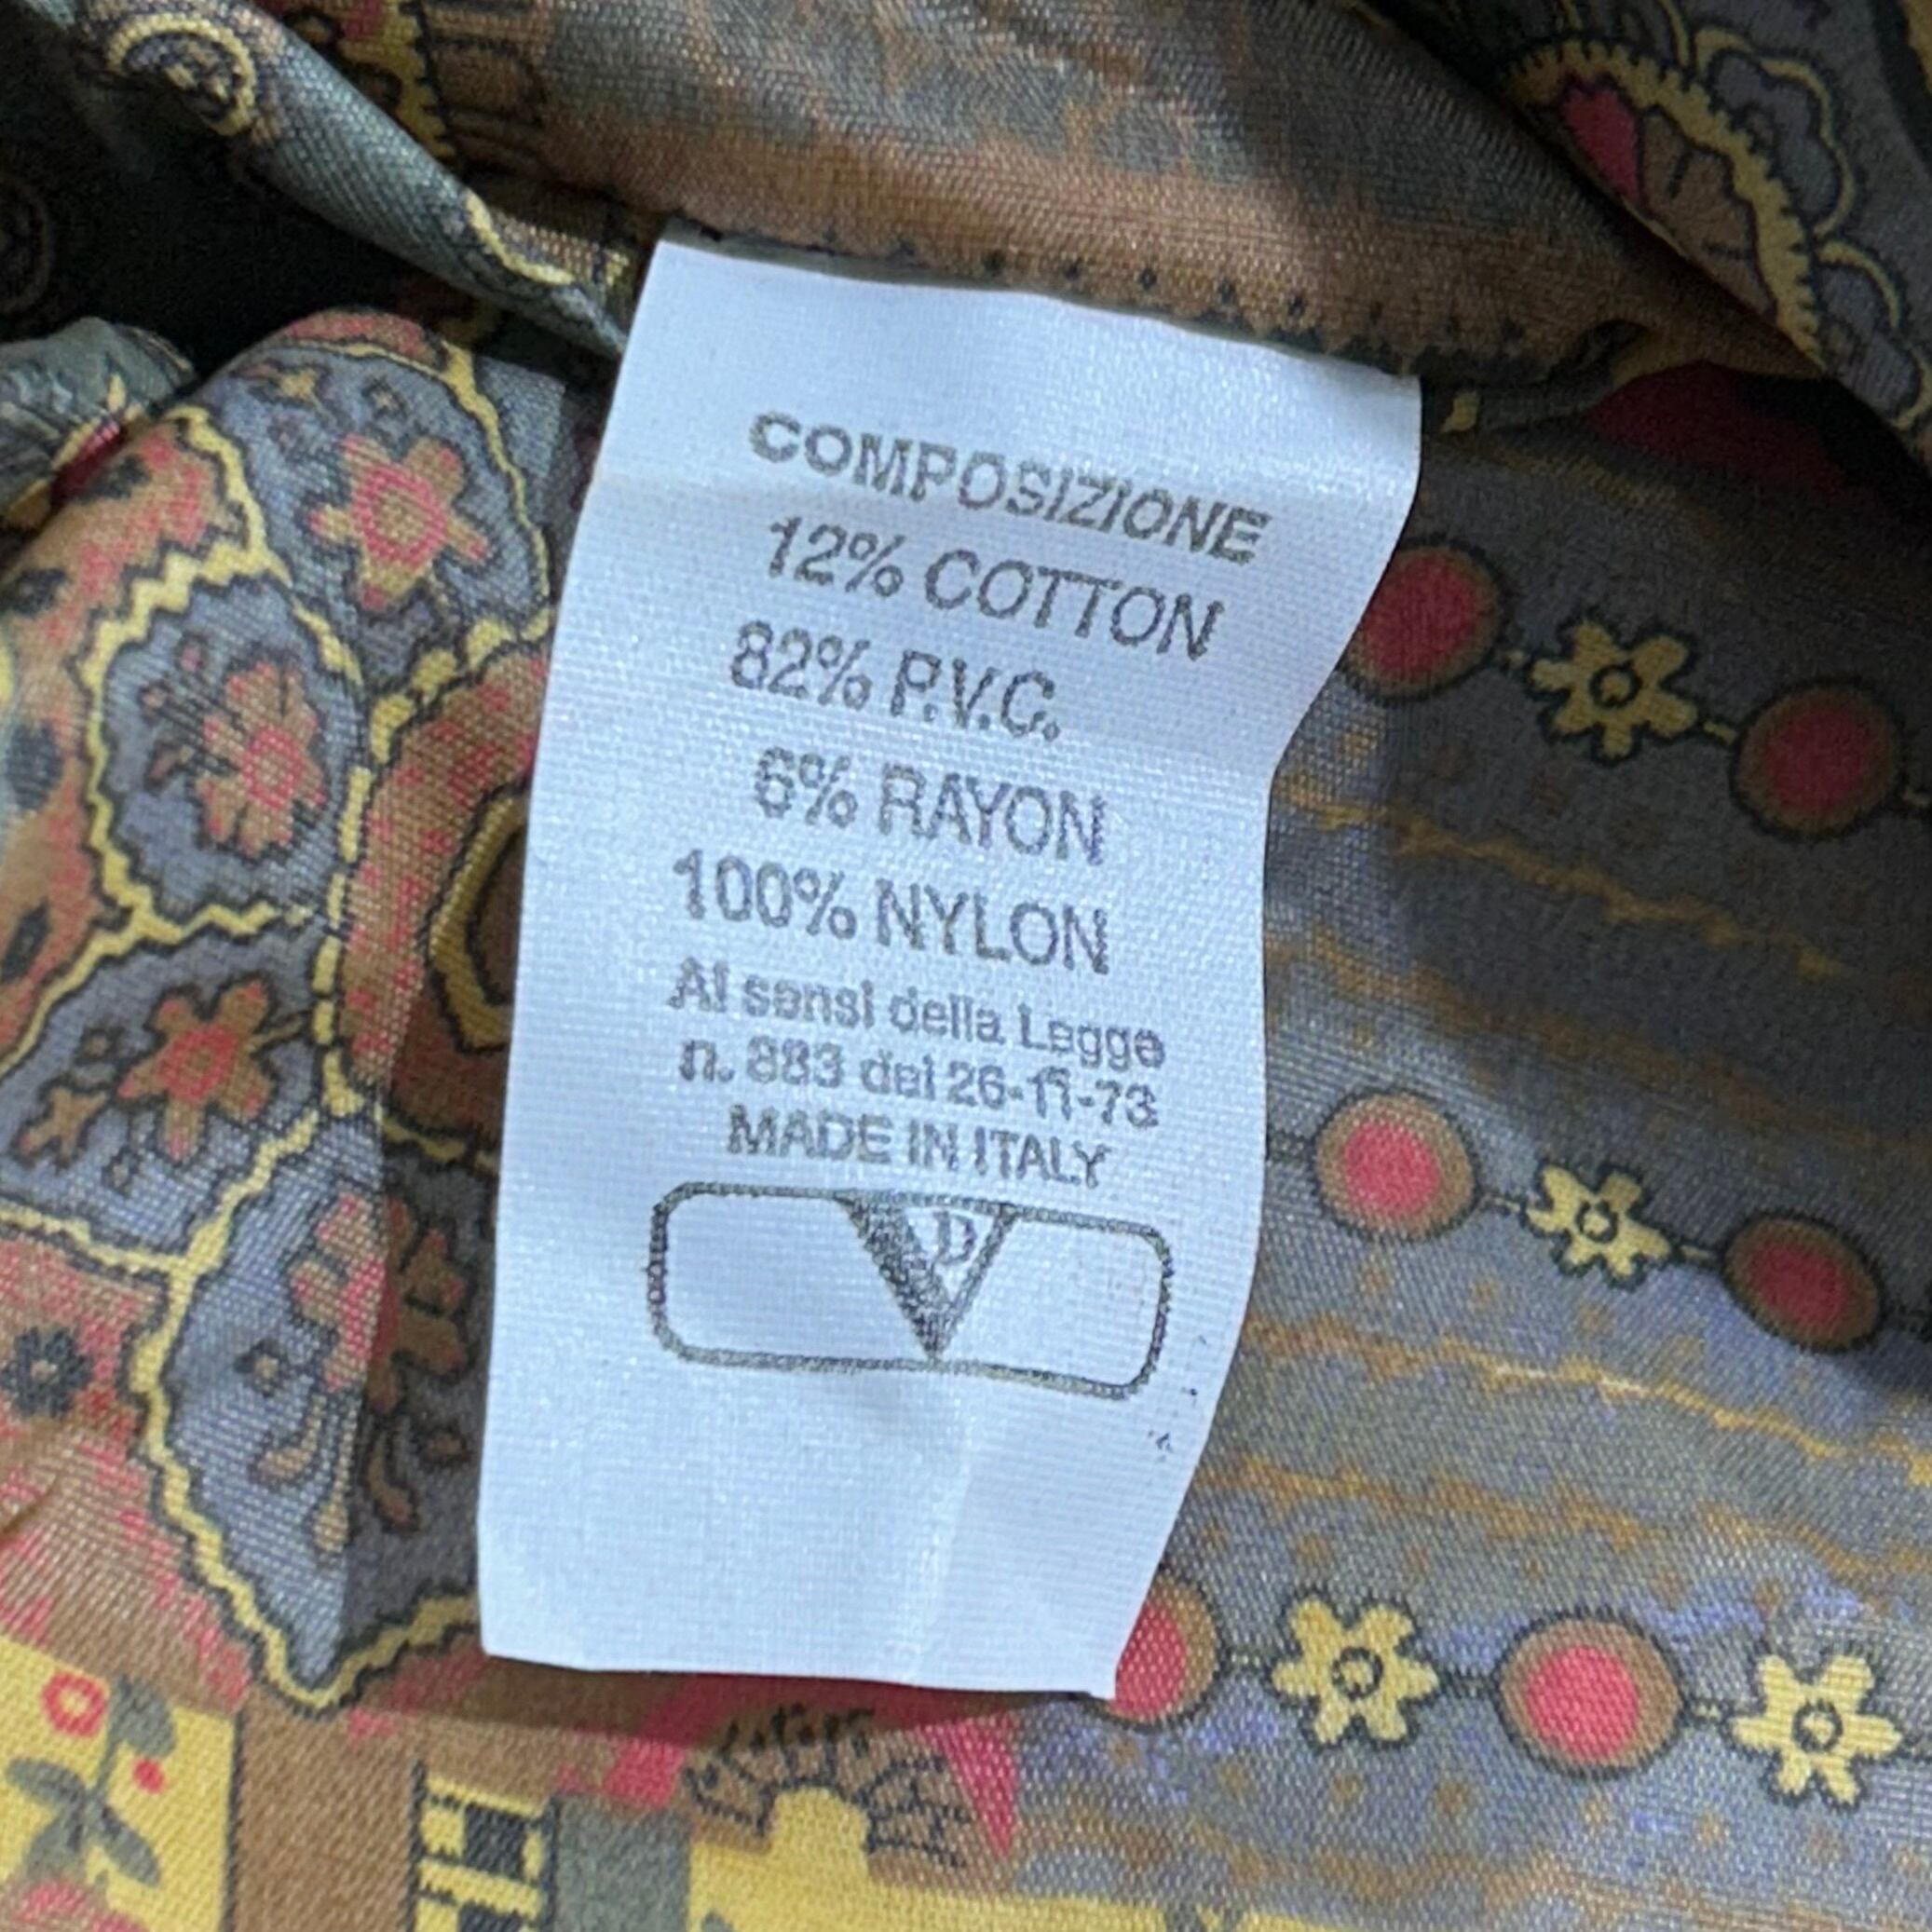 COMPOSIZIONE
12% COTTON
82% P.V.C.
6% RAYON
100% NYLON
Ai sensi della Legge
n. 883 del 26-11-73
MADE IN ITALY
VD